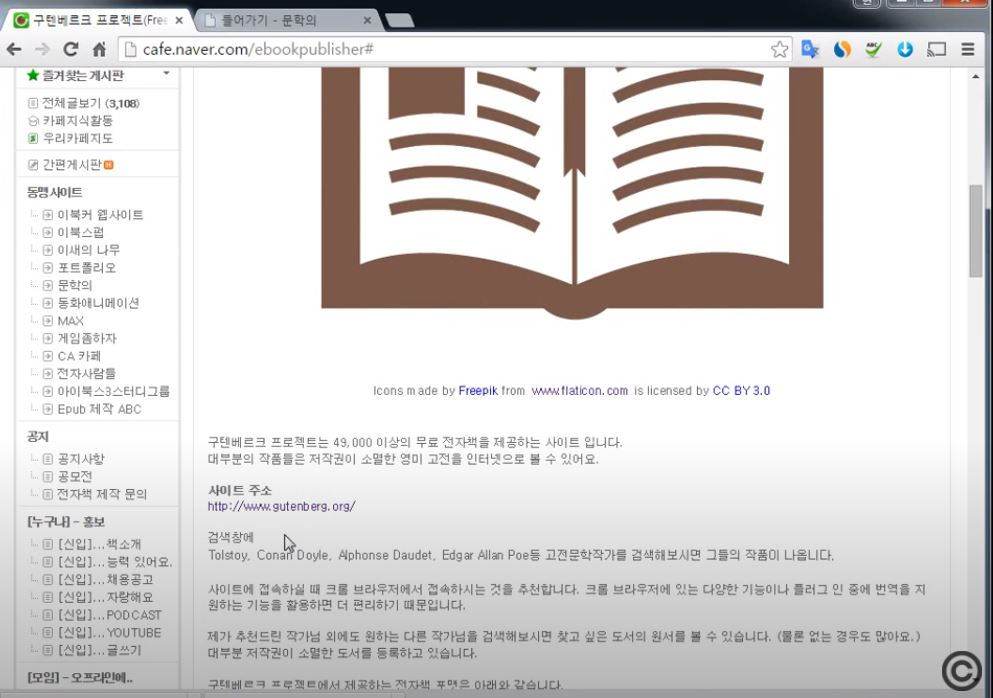 구텐베르크 프로젝트(Free
들어가기 - 문학의
cafe.naver.com/ebookpublisher#
즐겨찾는 게시판
전체글보기 (3,108)
카페지식활동
우리카페지도
간편게시판
동맹사이트
이북커 웹사이트
이북스펍
이새의 나무
포트폴리오
문학의
동화애니메이션
MAX
게임좀하자
CA 카페
전자사람들
아이북스3스터디그룹
Epub 제작 ABC
공지
공지사항
공모전
전자책 제작 문의
[누구나] - 홍보
[신입]...책소개
[신입]...능력 있어요.
[신입]...채용공고
[신입]...자랑해요
[신입]...PODCAST
[신입]...YOUTUBE
[신입]...글쓰기
[모임] - 오프라인에..
Icons made by Freepik from www.flaticon.com is licensed by CC BY 3.0
구텐베르크 프로젝트는 49,000 이상의 무료 전자책을 제공하는 사이트 입니다.
대부분의 작품들은 저작권이 소멸한 영미 고전을 인터넷으로 볼 수 있어요.
사이트 주소
http://www.gutenberg.org/
검색창에
Tolstoy, Conan Doyle, Alphonse Daudet, Edgar Allan Poe등 고전문학작가를 검색해보시면 그들의 작품이 나옵니다.
사이트에 접속하실 때 크롬 브라우저에서 접속하시는 것을 추천합니다. 크롬 브라우저에 있는 다양한 기능이나 플러그 인 중에 번역을 지
원하는 기능을 활용하면 더 편리하기 때문입니다.
제가 추천드린 작가님 외에도 원하는 다른 작가님을 검색해보시면 찾고 싶은 도서의 원서를 볼 수 있습니다. (물론 없는 경우도 많아요.)
대부분 저작권이 소멸한 도서를 등록하고 있습니다.
구텐베르크 프로젝트에서 제공하는 전자책 포맷은 아래와 같습니다.